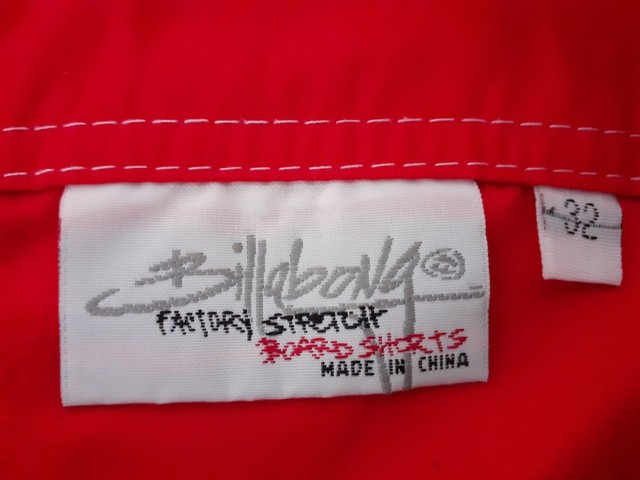 Billabong®
FACTORY STRETCH
BOARD SHORTS
MADE IN CHINA
32